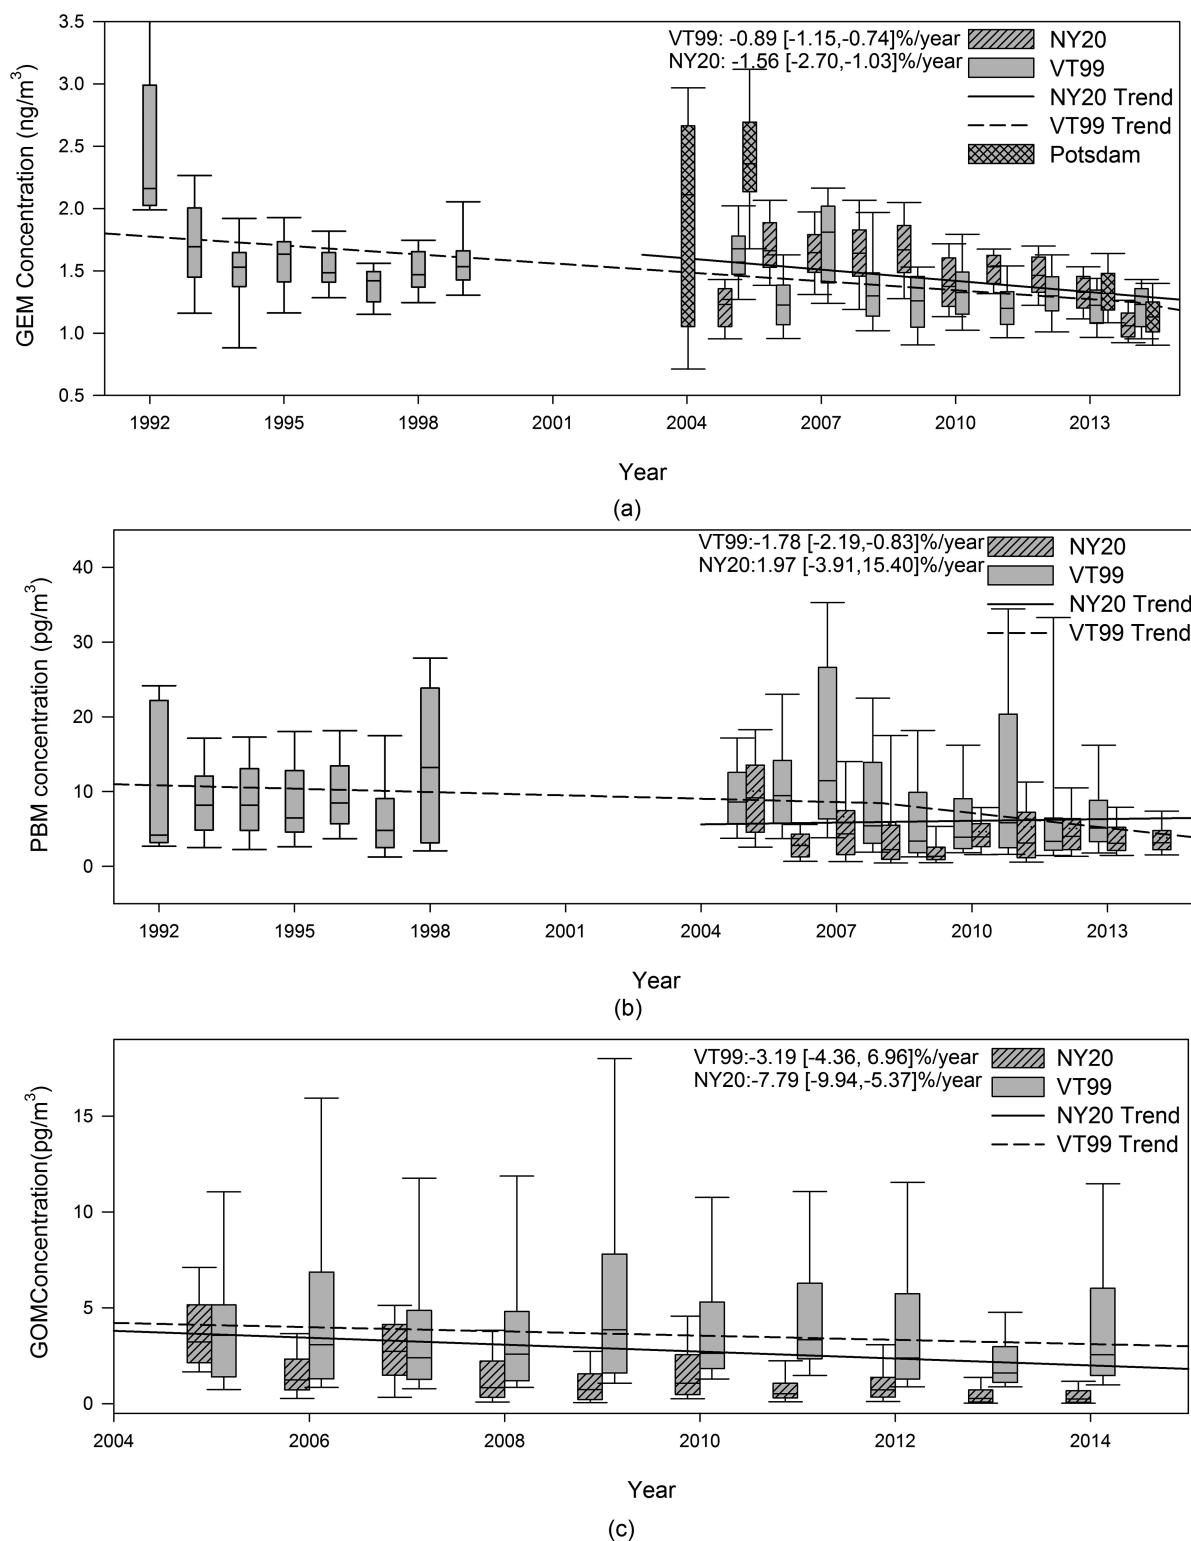 VT99: -0.89 [-1.15,-0.74]%/year
NY20: -1.56 [-2.70,-1.03]%/year
NY20
VT99
NY20 Trend
VT99 Trend
Potsdam
GEM Concentration (ng/m³)
3.5
3.0
2.5
2.0
1.5
1.0
0.5
1992 1995 1998 2001 2004 2007 2010 2013
Year
(a)
VT99:-1.78 [-2.19,-0.83]%/year
NY20:1.97 [-3.91,15.40]%/year
NY20
VT99
NY20 Trend
VT99 Trend
PBM concentration (pg/m³)
40
30
20
10
0
1992 1995 1998 2001 2004 2007 2010 2013
Year
(b)
VT99:-3.19 [-4.36, 6.96]%/year
NY20:-7.79 [-9.94,-5.37]%/year
NY20
VT99
NY20 Trend
VT99 Trend
GOMConcentration(pg/m³)
15
10
5
0
2004 2006 2008 2010 2012 2014
Year
(c)